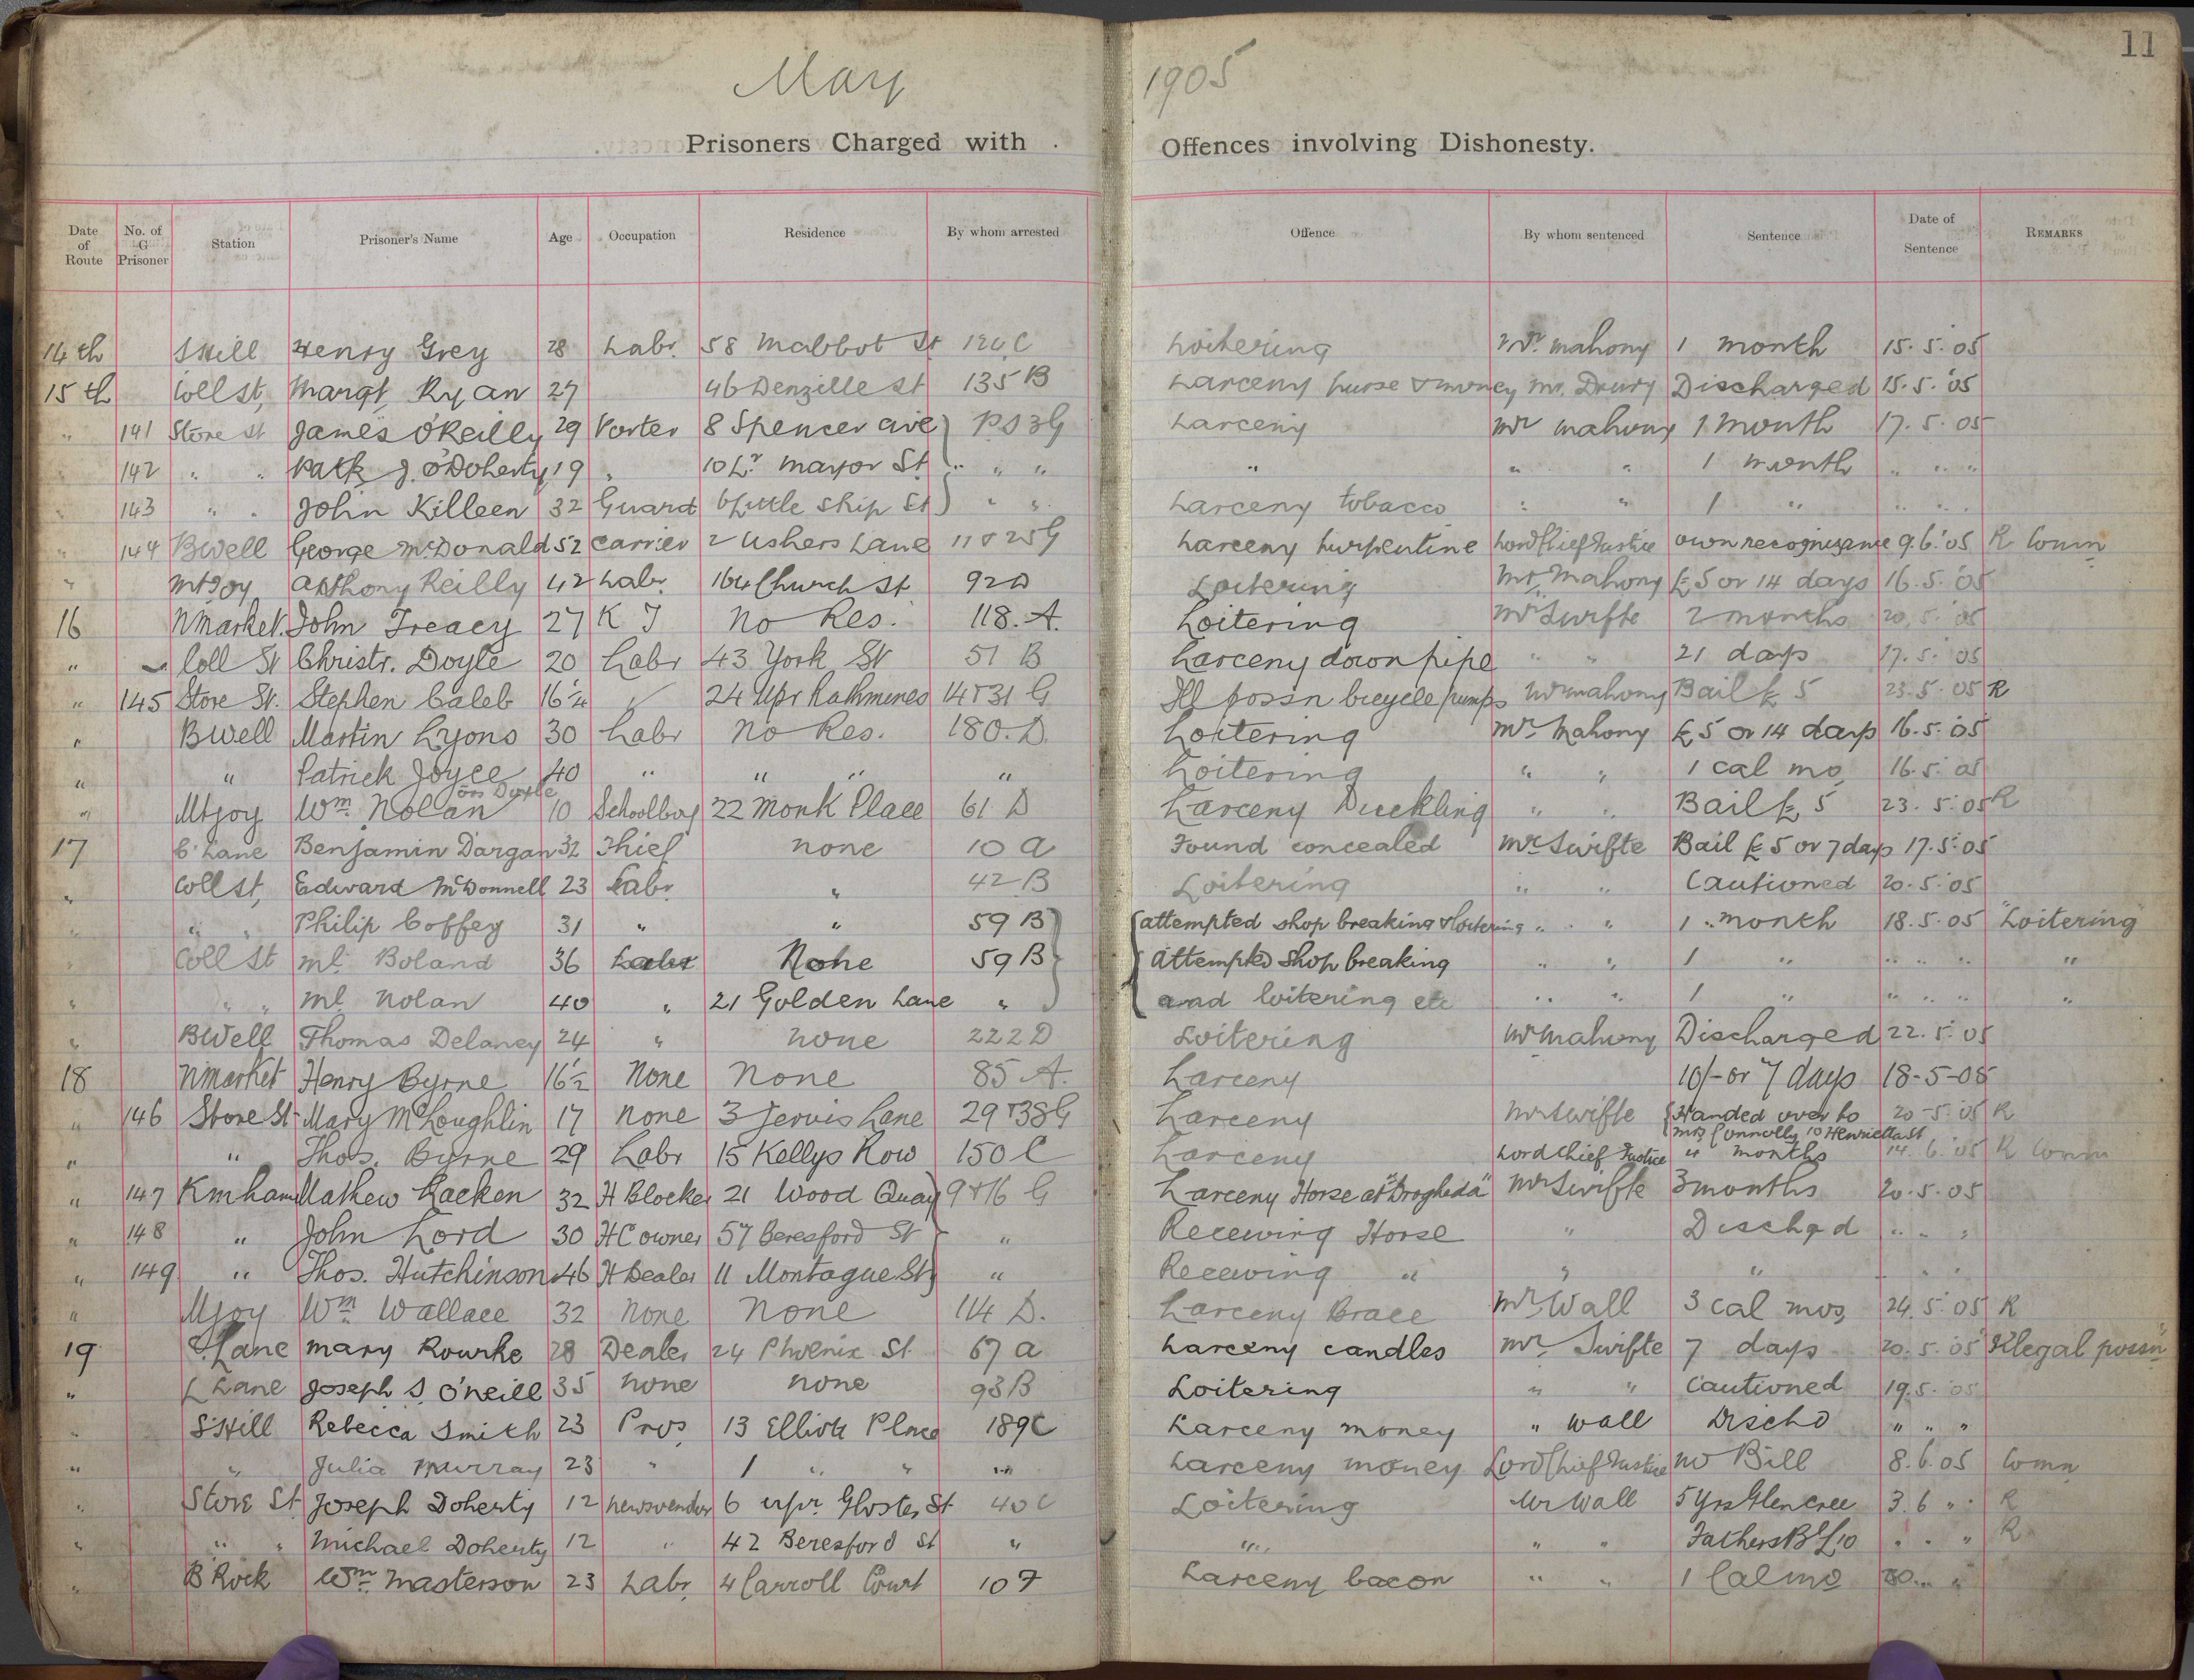 11
May 1905
Prisoners Charged with Offences involving Dishonesty.
Date of Route No. of G Prisoner Station Prisoner's Name Age Occupation Residence By whom arrested Offence By whom sentenced Sentence Date of Sentence REMARKS
14th S Hill Henry Grey 28 Labr. 58 Mabbot St C Loitering Mr. Mahony 1 month 15.5.'05
15th Coll St, Margt Ryan 27 46 Denzille St 135 B Larceny purse & money Mr. Drury Discharged 15.5.'05
" 141 Store St James O'Reilly 29 Porter 8 Spencer ave PS 3G Larceny Mr Mahony 1 month 17.5.05
" 142 " " Patk J. O'Doherty 19 " 10 Lr Mayor St " " " " " " 1 month " " "
" 143 " " John Killeen 32 Guard 6 Little Ship St " " Larceny tobacco " " 1 " " " "
" 144 BWell George McDonald 52 Carrier 2 Ushers Lane 11 & 25G Larceny turpentine Lord Chief Justice own recognizance 9.6.'05 R Comn
" Mtjoy Anthony Reilly 42 Labr. 164 Church St 92D Loitering Mr. Mahony £5 or 14 days 16.5.'05
16 NMarket. John Treacy 27 K J No Res. 118.A. Loitering Mr Swifte 2 months 20.5.'05
" Coll St Christr. Doyle 20 Labr 43 York St 51 B Larceny down pipe " " 21 days 17.5.'05
" 145 Store St. Stephen Caleb 16¼ ✓ 24 Upr Rathmines 14 & 31 G Ill possn bicycle pumps Mr Mahony Bail £5 23.5.05 R
" BWell Martin Lyons 30 Labr No Res. 180.D. Loitering Mr Mahony £5 or 14 days 16.5.'05
" " Patrick Joyce 40 " " " " Loitering " " 1 cal mo 16.5.'05
" Mtjoy Wm Nolan ors Doyle 10 Schoolboy 22 Monk Place 61 D Larceny Duckling " " Bail £5 23.5.05 R
17 C. Lane Benjamin Dargan 32 Thief none 10 a Found concealed Mr Swifte Bail £5 or 7 days 17.5.'05
" Coll St, Edward McDonnell 23 Labr. " 42 B Loitering " " Cautioned 20.5.'05
" " " Philip Coffey 31 " " 59 B attempted shop breaking & loitering " " 1 month 18.5.05 "Loitering"
" Coll St Ml. Boland 36 Labr None 59 B Attempted shop breaking " " 1 " " " " "
" " " Ml. Nolan 40 " 21 Golden Lane " and loitering etc " " 1 " " " " "
" BWell Thomas Delaney 24 " none 222 D Loitering Mr Mahony Discharged 22.5.'05
18 NMarket Henry Byrne 16½ None None 85 A. Larceny 10/- or 7 days 18-5-05
" 146 Store St Mary McLoughlin 17 none 3 Jervis Lane 29 & 38G Larceny Mr Swifte Handed over to 20-5.'05 R
Mrs Connolly 10 Henrietta St
" " Thos. Byrne 29 Labr 15 Kellys Row 150 C Larceny Lord Chief Justice 4 months 14.6.'05 R Comn
" 147 Kmham Mathew Racken 32 H Blocker 21 Wood Quay 9 & 16 G Larceny Horse at "Drogheda" Mr Swifte 3 months 20.5.05
" 148 " John Lord 30 HC owner 57 Beresford St " Receiving Horse " Dischgd " " "
" 149 " Thos. Hutchinson 46 H Dealer 11 Montague St " Receiving " " " " " "
" Mjoy Wm Wallace 32 none none 114 D. Larceny Brace Mr Wall 3 cal mos, 24.5.'05 R
19 C. Lane Mary Rourke 28 Dealer 24 Phoenix St. 67 a Larceny candles Mr. Swifte 7 days 20.5.'05 "Illegal possn"
" C Lane Joseph S. O'Neill 35 none none 93B Loitering " " Cautioned 19.5.'05
" S'Hill Rebecca Smith 23 Pros 13 Elliott Place 189C Larceny money " Wall Dischd " " "
" " Julia Murray 23 " 1 " " " Larceny money Lord Chief Justice No Bill 8.6.05 Comn
" Store St Joseph Doherty 12 newsvendor 6 upr. Gloster St 40 C Loitering Mr Wall 5 yrs Glencree 3.6 " R
" " " Michael Doherty 12 " 42 Beresford St " " " " Fathers Bl £10 " " " R
" B'Rock Wm Masterson 23 Labr 4 Carroll Court 10 F Larceny bacon " " 1 Cal mo 20 " "